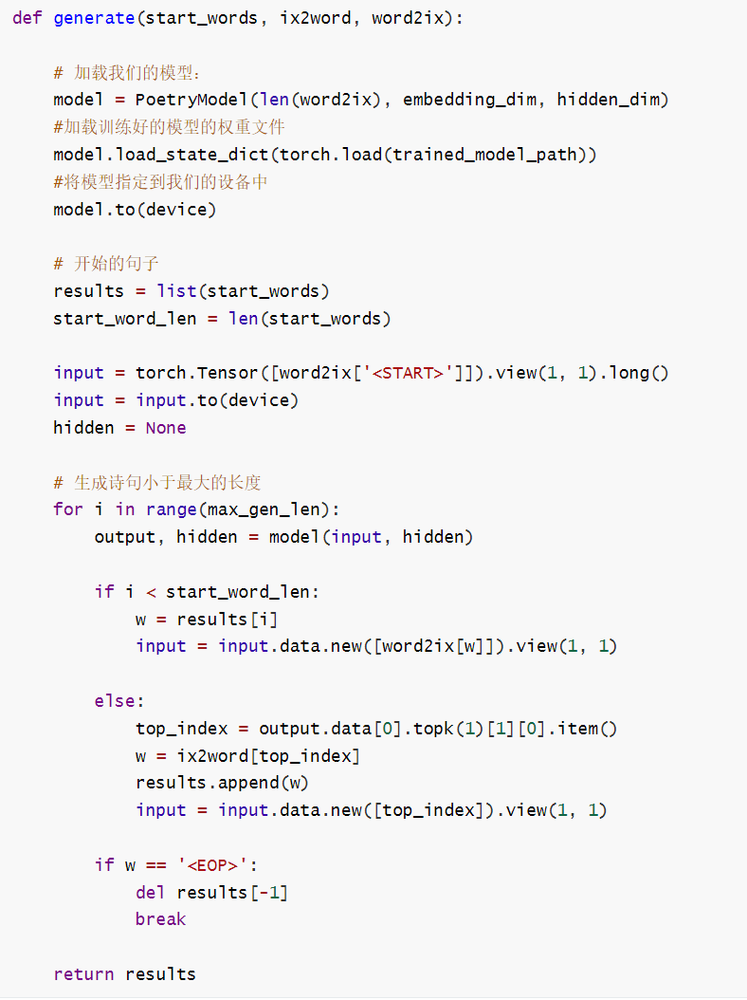 def generate(start_words, ix2word, word2ix):
    # 加载我们的模型:
    model = PoetryModel(len(word2ix), embedding_dim, hidden_dim)
    #加载训练好的模型的权重文件
    model.load_state_dict(torch.load(trained_model_path))
    #将模型指定到我们的设备中
    model.to(device)
    # 开始的句子
    results = list(start_words)
    start_word_len = len(start_words)
    input = torch.Tensor([word2ix['<START>']]).view(1, 1).long()
    input = input.to(device)
    hidden = None
    # 生成诗句小于最大的长度
    for i in range(max_gen_len):
        output, hidden = model(input, hidden)
        if i < start_word_len:
            w = results[i]
            input = input.data.new([word2ix[w]]).view(1, 1)
        else:
            top_index = output.data[0].topk(1)[1][0].item()
            w = ix2word[top_index]
            results.append(w)
            input = input.data.new([top_index]).view(1, 1)
        if w == '<EOP>':
            del results[-1]
            break
    return results